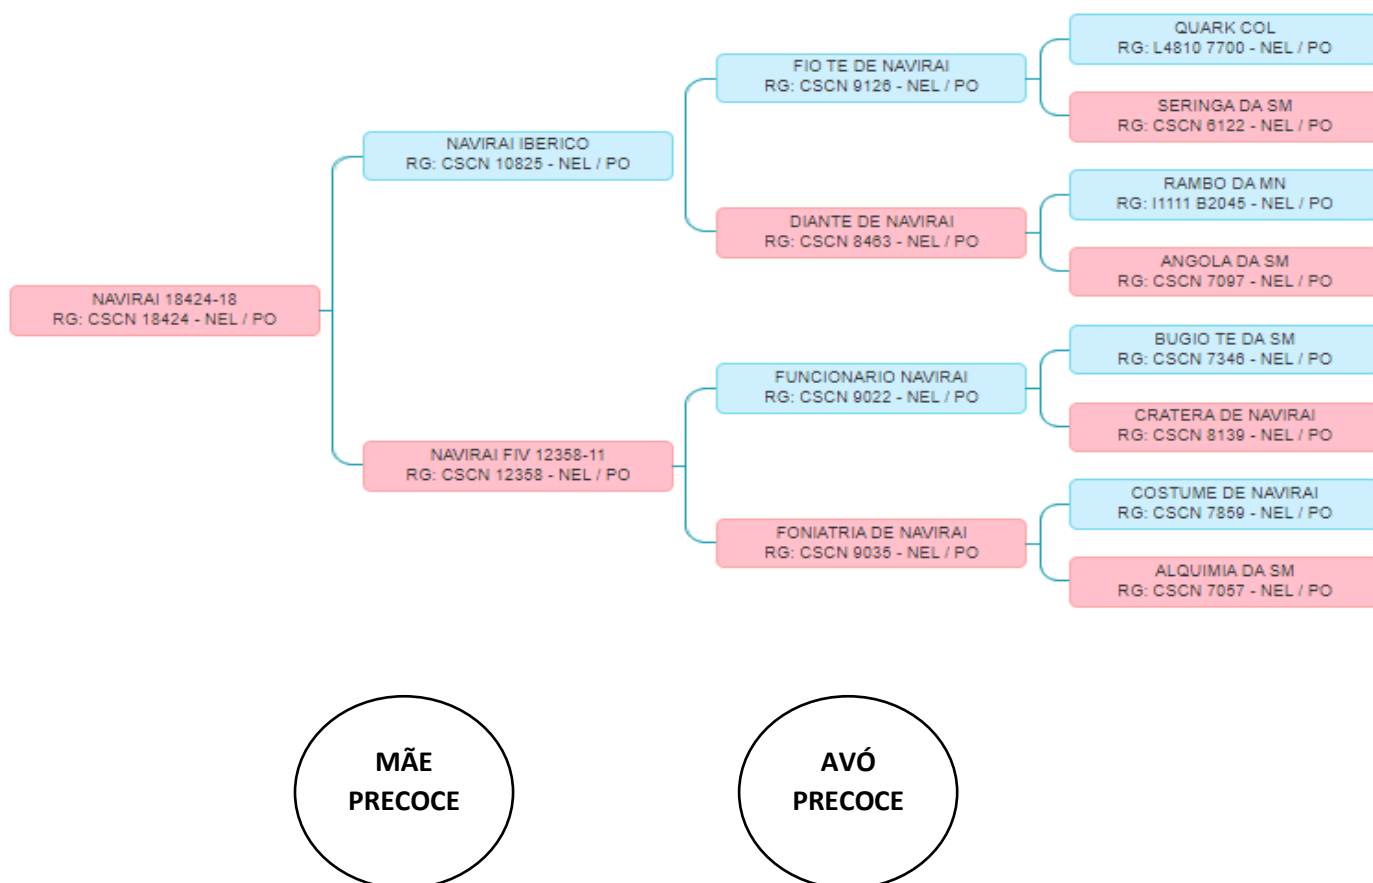 QUARK COL
RG: L4810 7700 - NEL / PO
FIO TE DE NAVIRAI
RG: CSCN 9126 - NEL / PO
SERINGA DA SM
RG: CSCN 6122 - NEL / PO
NAVIRAI IBERICO
RG: CSCN 10825 - NEL / PO
RAMBO DA MN
RG: I1111 B2045 - NEL / PO
DIANTE DE NAVIRAI
RG: CSCN 8463 - NEL / PO
ANGOLA DA SM
RG: CSCN 7097 - NEL / PO
NAVIRAI 18424-18
RG: CSCN 18424 - NEL / PO
BUGIO TE DA SM
RG: CSCN 7346 - NEL / PO
FUNCIONARIO NAVIRAI
RG: CSCN 9022 - NEL / PO
CRATERA DE NAVIRAI
RG: CSCN 8139 - NEL / PO
NAVIRAI FIV 12358-11
RG: CSCN 12358 - NEL / PO
COSTUME DE NAVIRAI
RG: CSCN 7859 - NEL / PO
FONIATRIA DE NAVIRAI
RG: CSCN 9035 - NEL / PO
ALQUIMIA DA SM
RG: CSCN 7057 - NEL / PO
MÃE
PRECOCE
AVÓ
PRECOCE